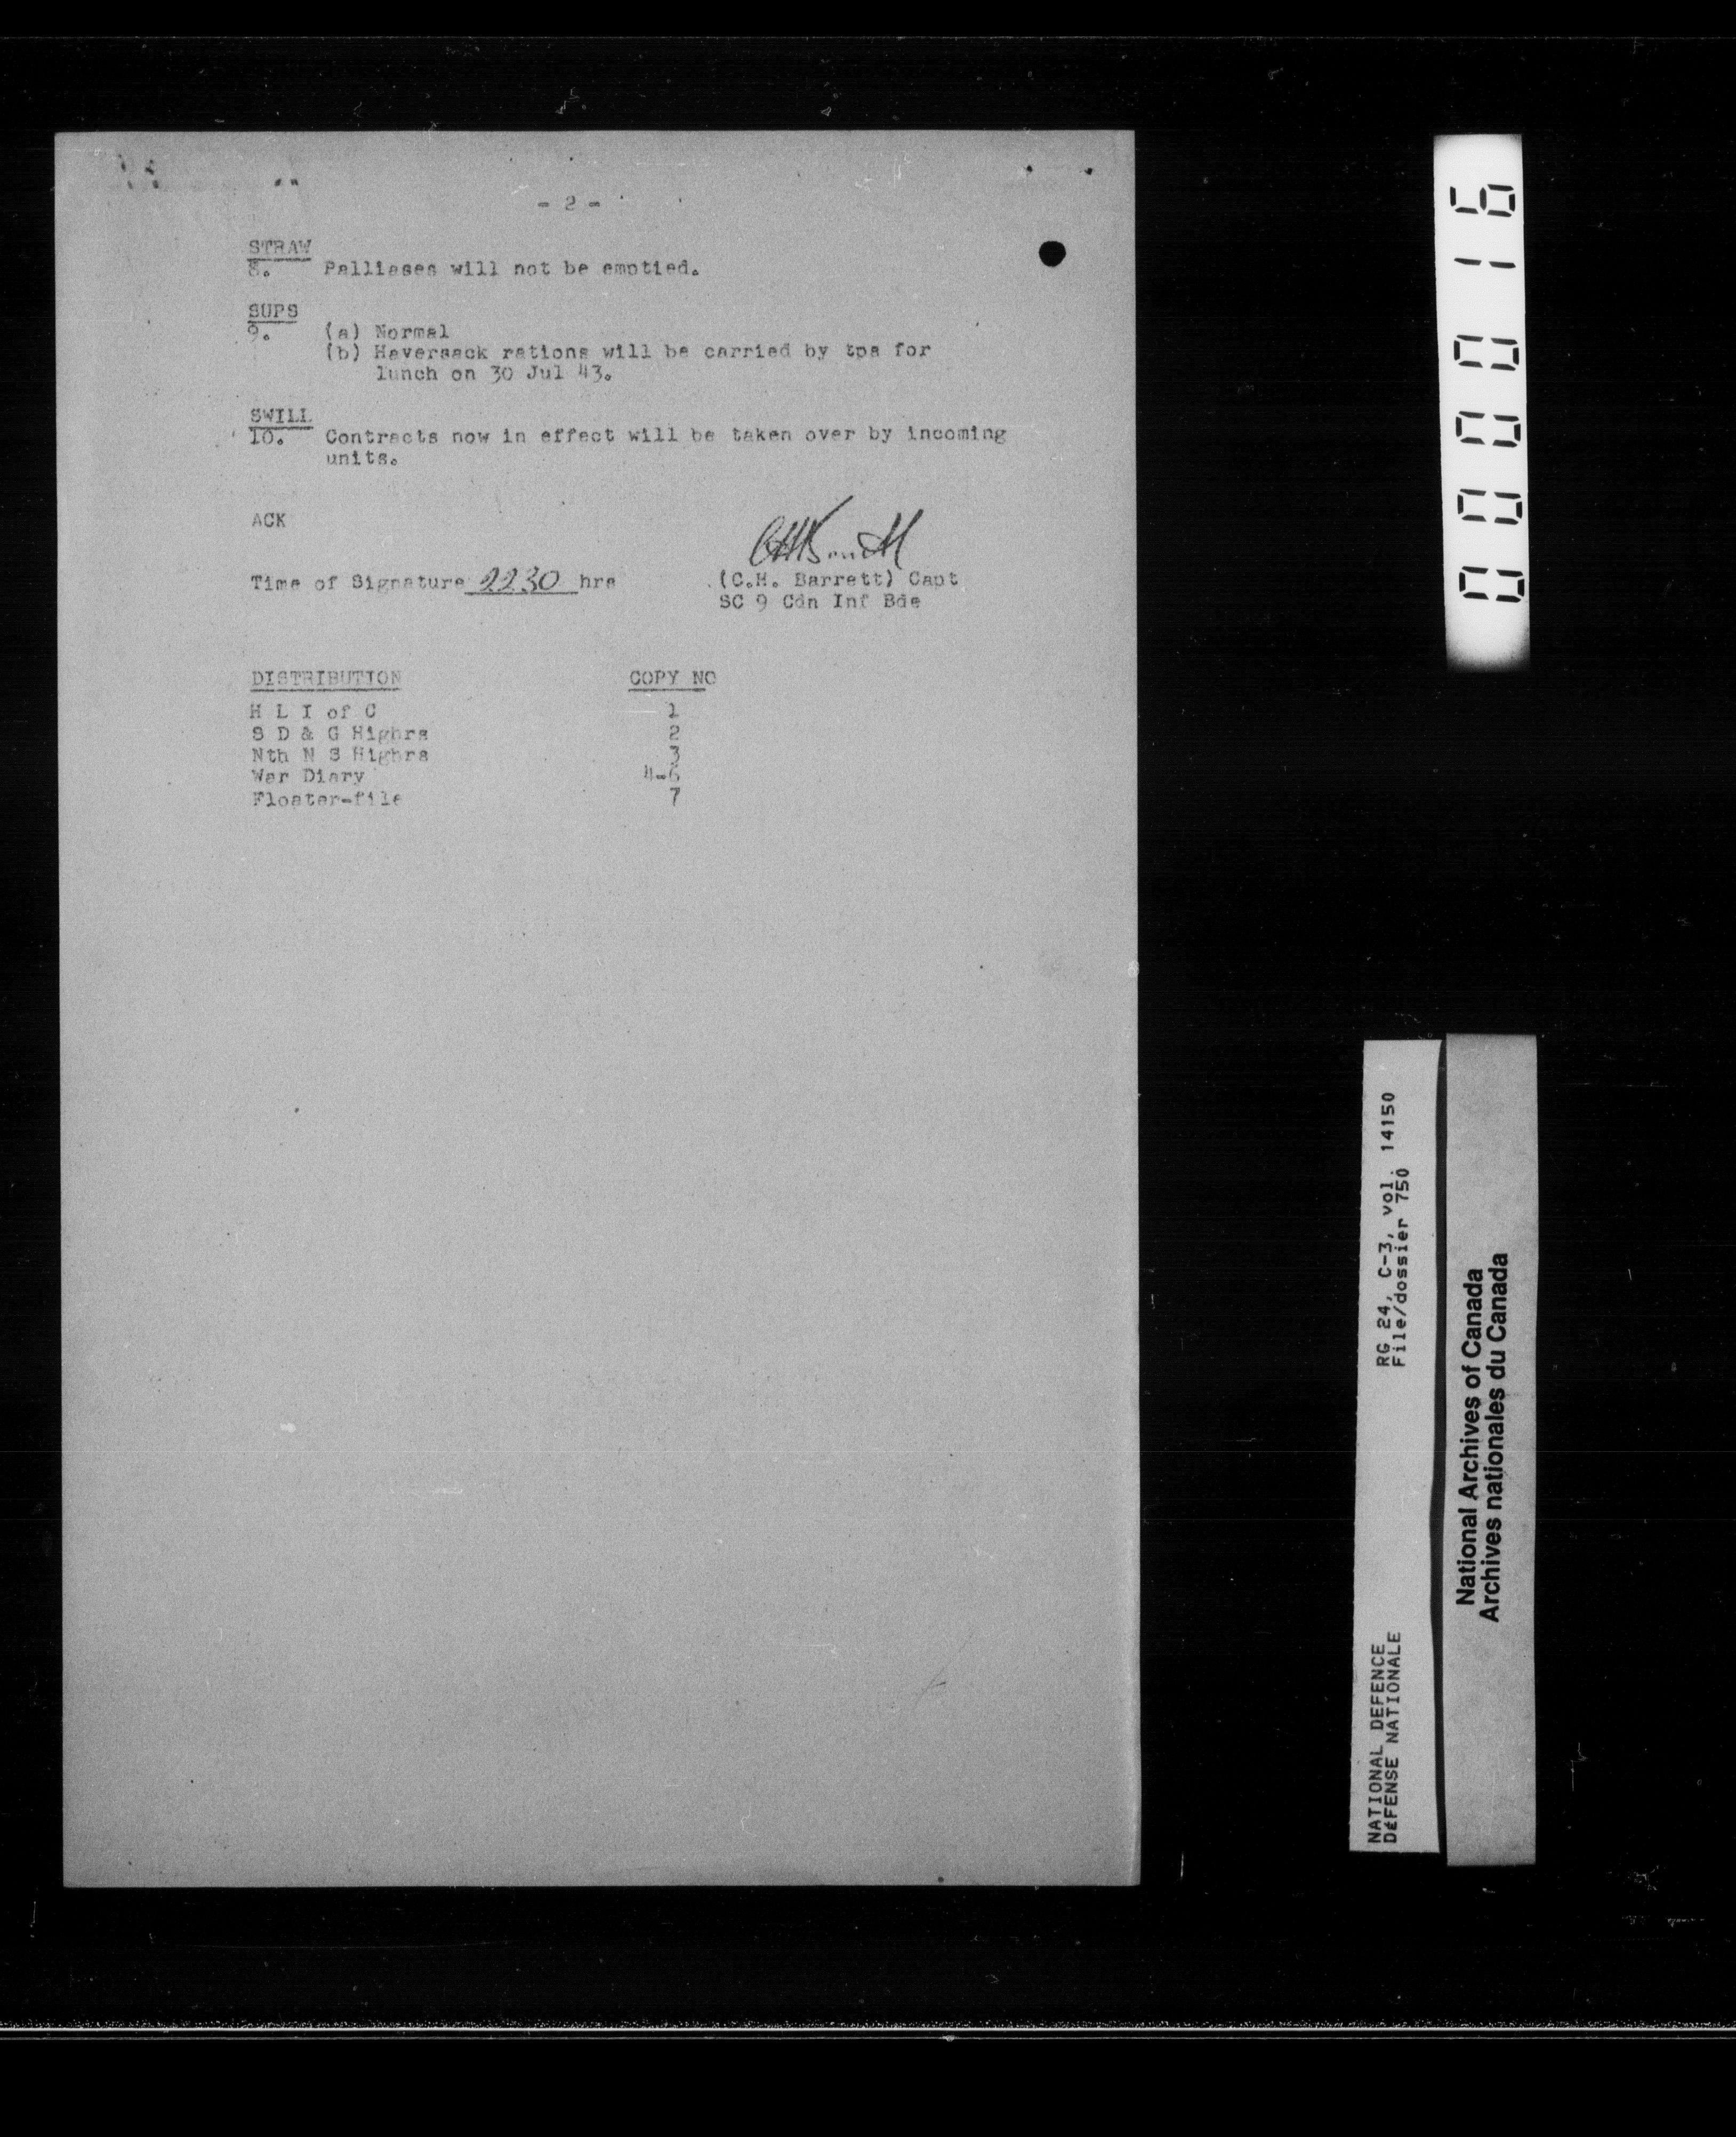 - 2 -
STRAW
8. Palliases will not be emptied.
SUPS
9. (a) Normal
(b) Haversack rations will be carried by tps for
lunch on 30 Jul 43.
SWILL
10. Contracts now in effect will be taken over by incoming
units.
ACK
Time of Signature 2230 hrs
(C.H. Barrett) Capt
SC 9 Cdn Inf Bde
DISTRIBUTION COPY NO
H L I of C 1
S D & G Highrs 2
Nth N S Highrs 3
War Diary 4-6
Floater-file 7
000016
RG 24, C-3, vol. 14150
File/dossier 750
NATIONAL DEFENCE
DÉFENSE NATIONALE
National Archives of Canada
Archives nationales du Canada